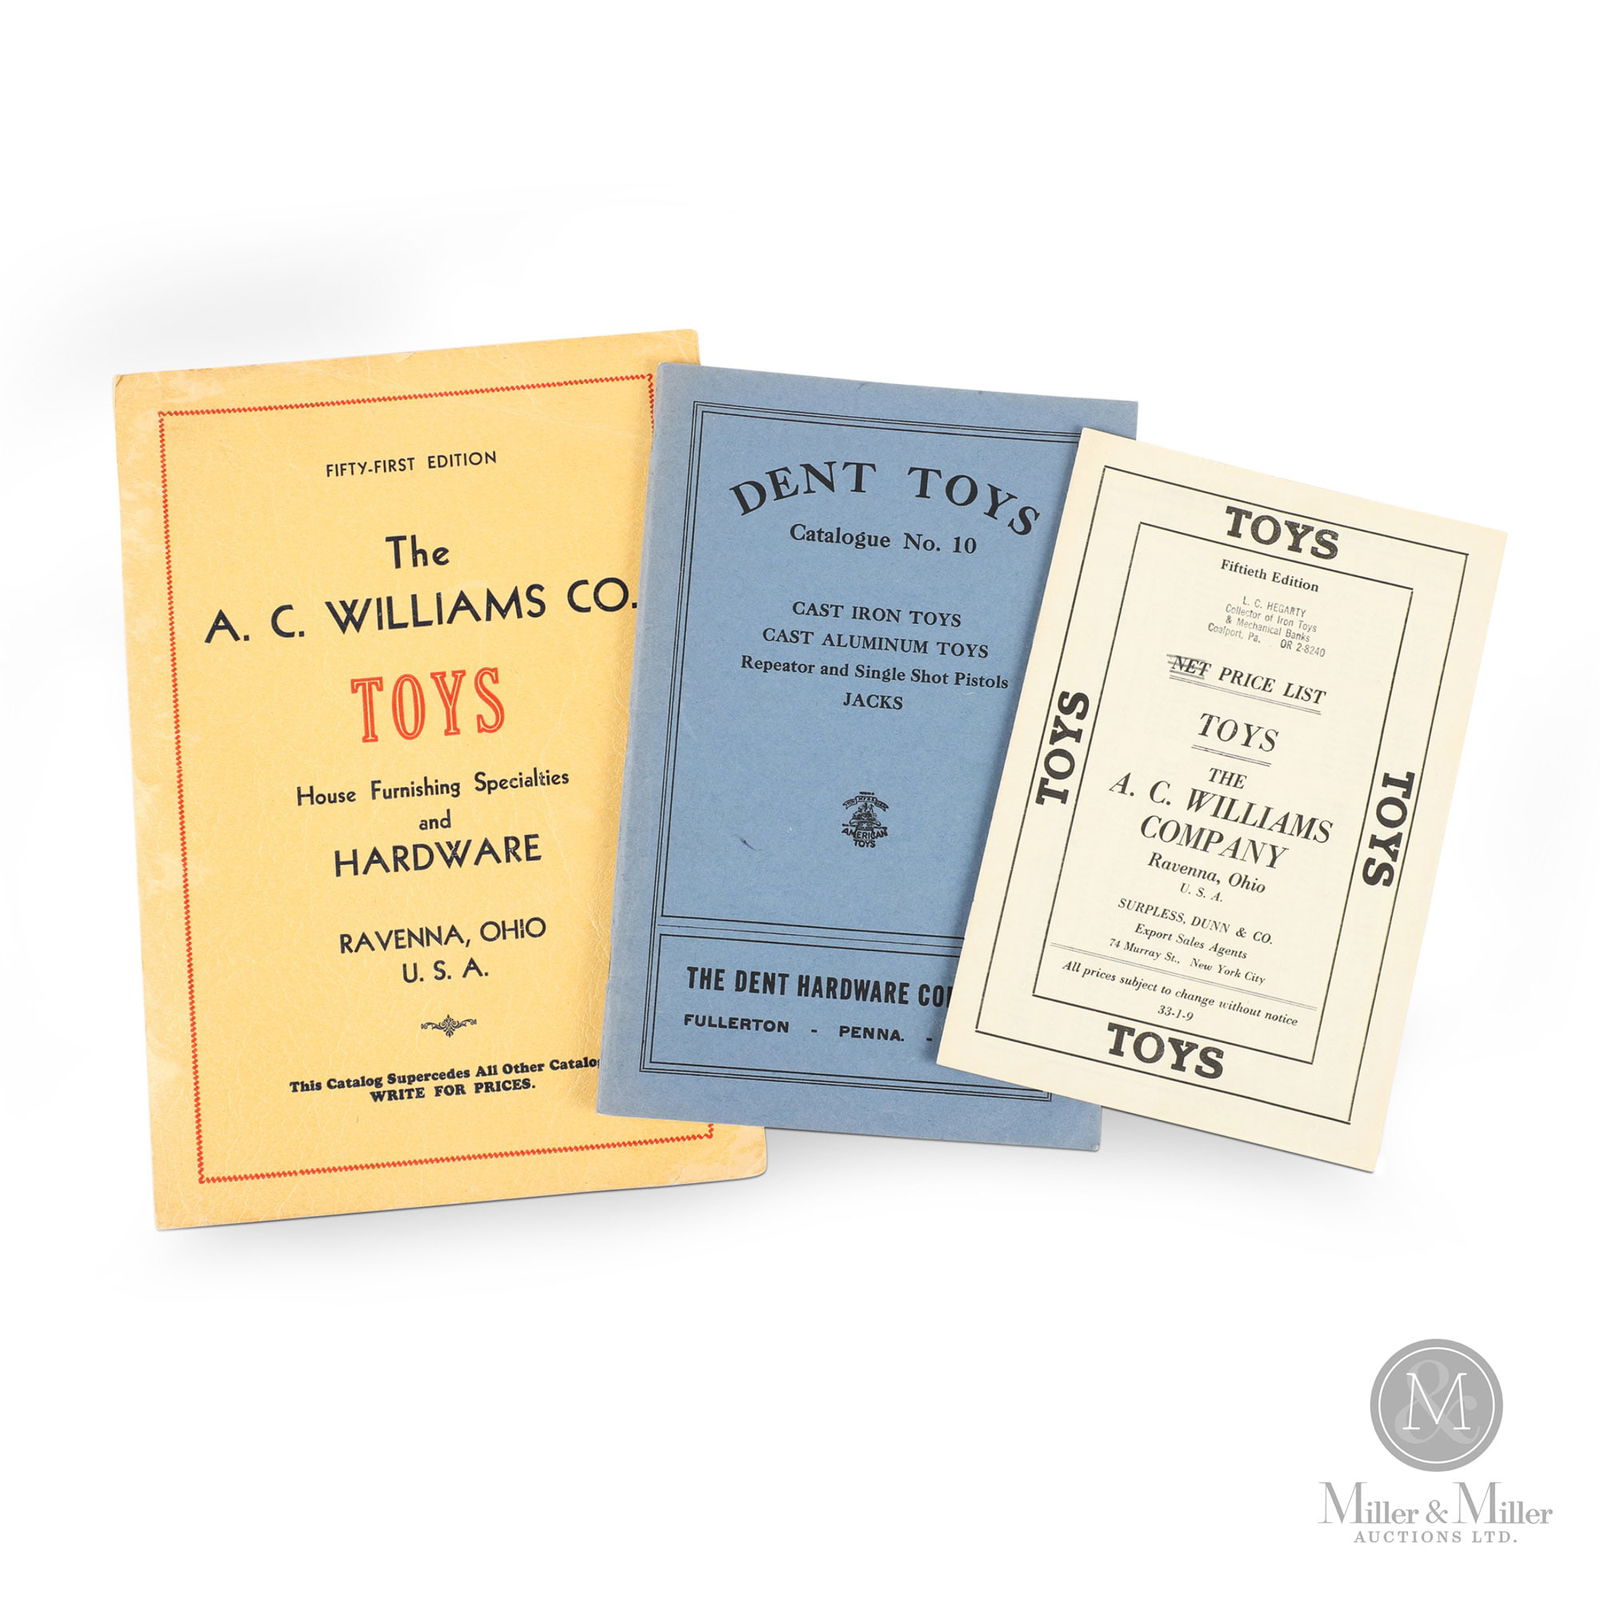 FIFTY-FIRST EDITION
The
A. C. WILLIAMS CO.
TOYS
House Furnishing Specialties
and
HARDWARE
RAVENNA, OHIO
U. S. A.
This Catalog Supercedes All Other Catalog
WRITE FOR PRICES.
DENT TOYS
Catalogue No. 10
CAST IRON TOYS
CAST ALUMINUM TOYS
Repeator and Single Shot Pistols
JACKS
AMERICAN
TOYS
THE DENT HARDWARE CO
FULLERTON - PENNA. -
TOYS
Fiftieth Edition
L. C. HEGARTY
Collector of Iron Toys
& Mechanical Banks
Coalport, Pa. OR 2-8240
NET PRICE LIST
TOYS
THE
A. C. WILLIAMS
COMPANY
Ravenna, Ohio
U. S. A.
SURPLESS, DUNN & CO.
Export Sales Agents
74 Murray St., New York City
All prices subject to change without notice
33-1-9
TOYS
TOYS
TOYS
M
&
Miller & Miller
AUCTIONS LTD.